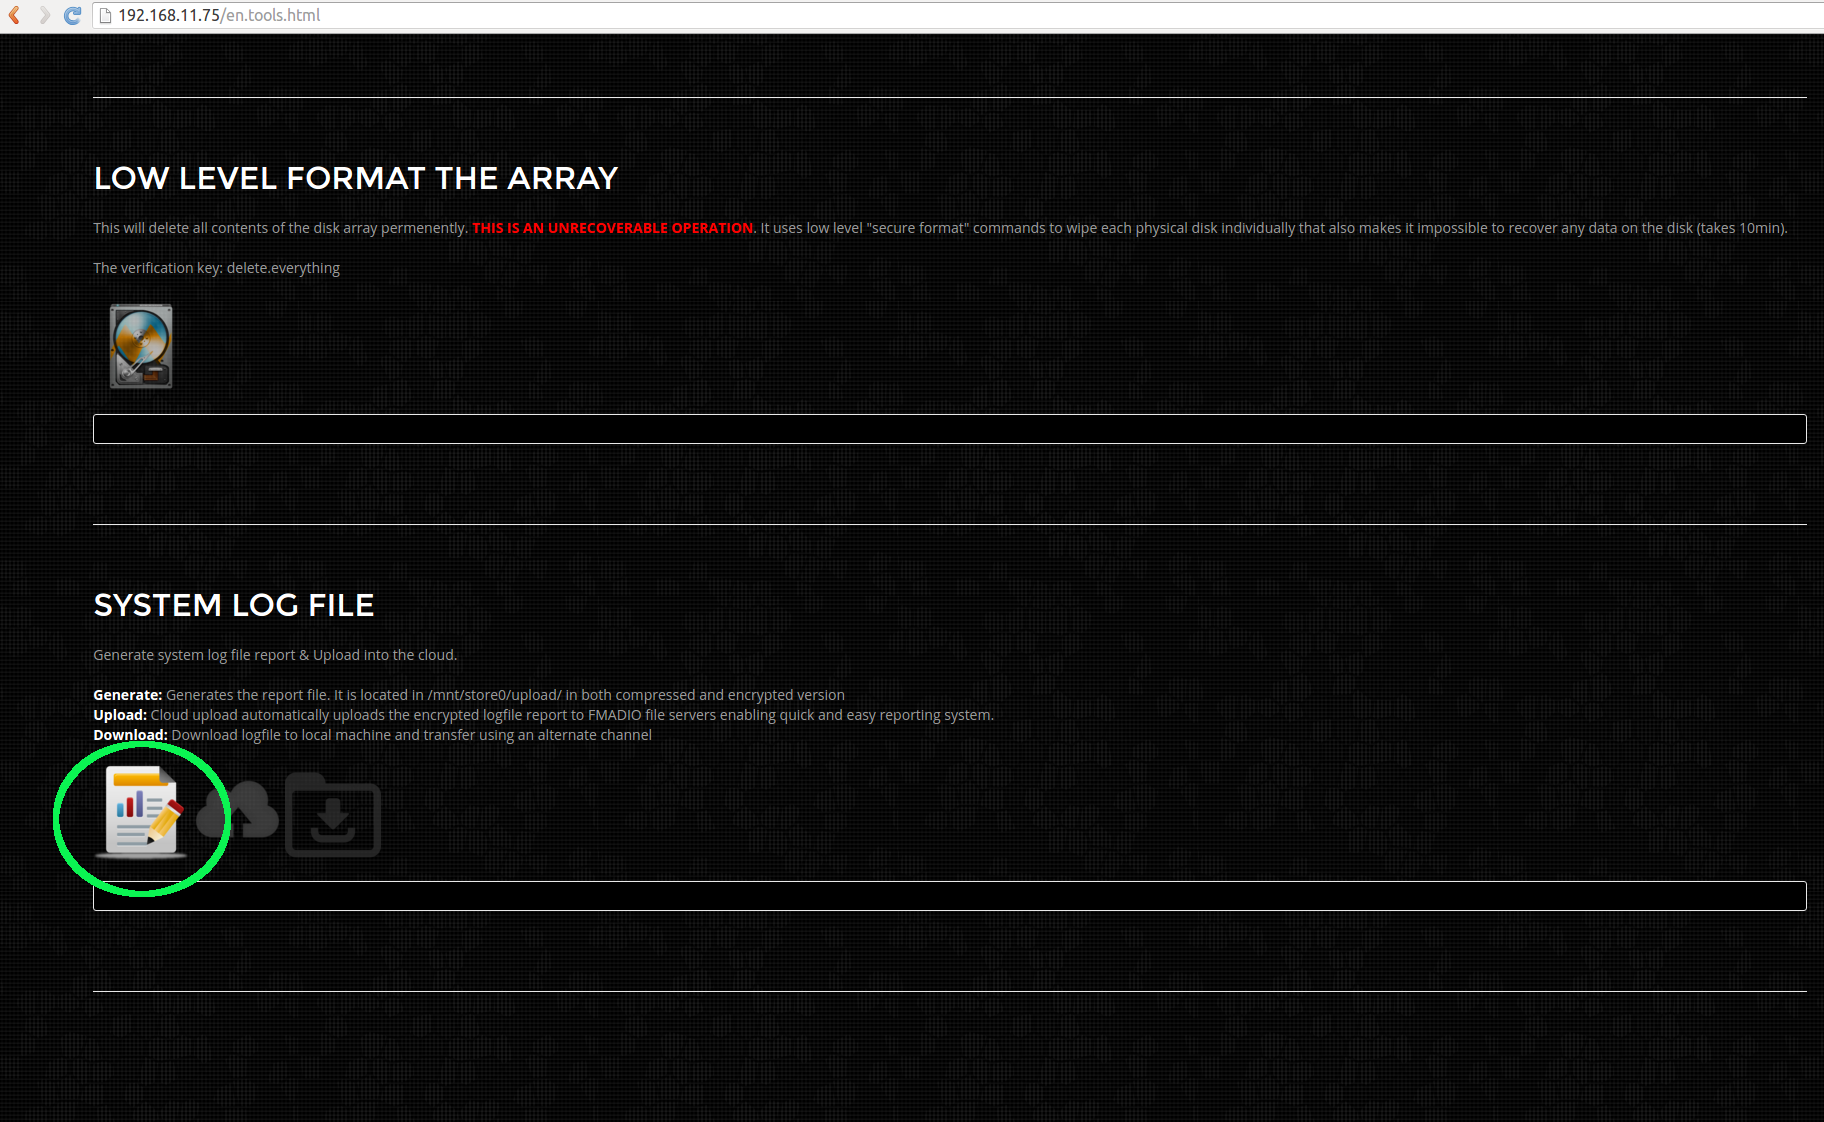 192.168.11.75/en.tools.html
LOW LEVEL FORMAT THE ARRAY
This will delete all contents of the disk array permenently. THIS IS AN UNRECOVERABLE OPERATION. It uses low level "secure format" commands to wipe each physical disk individually that also makes it impossible to recover any data on the disk (takes 10min).
The verification key: delete.everything
SYSTEM LOG FILE
Generate system log file report & Upload into the cloud.
Generate: Generates the report file. It is located in /mnt/store0/upload/ in both compressed and encrypted version
Upload: Cloud upload automatically uploads the encrypted logfile report to FMADIO file servers enabling quick and easy reporting system.
Download: Download logfile to local machine and transfer using an alternate channel